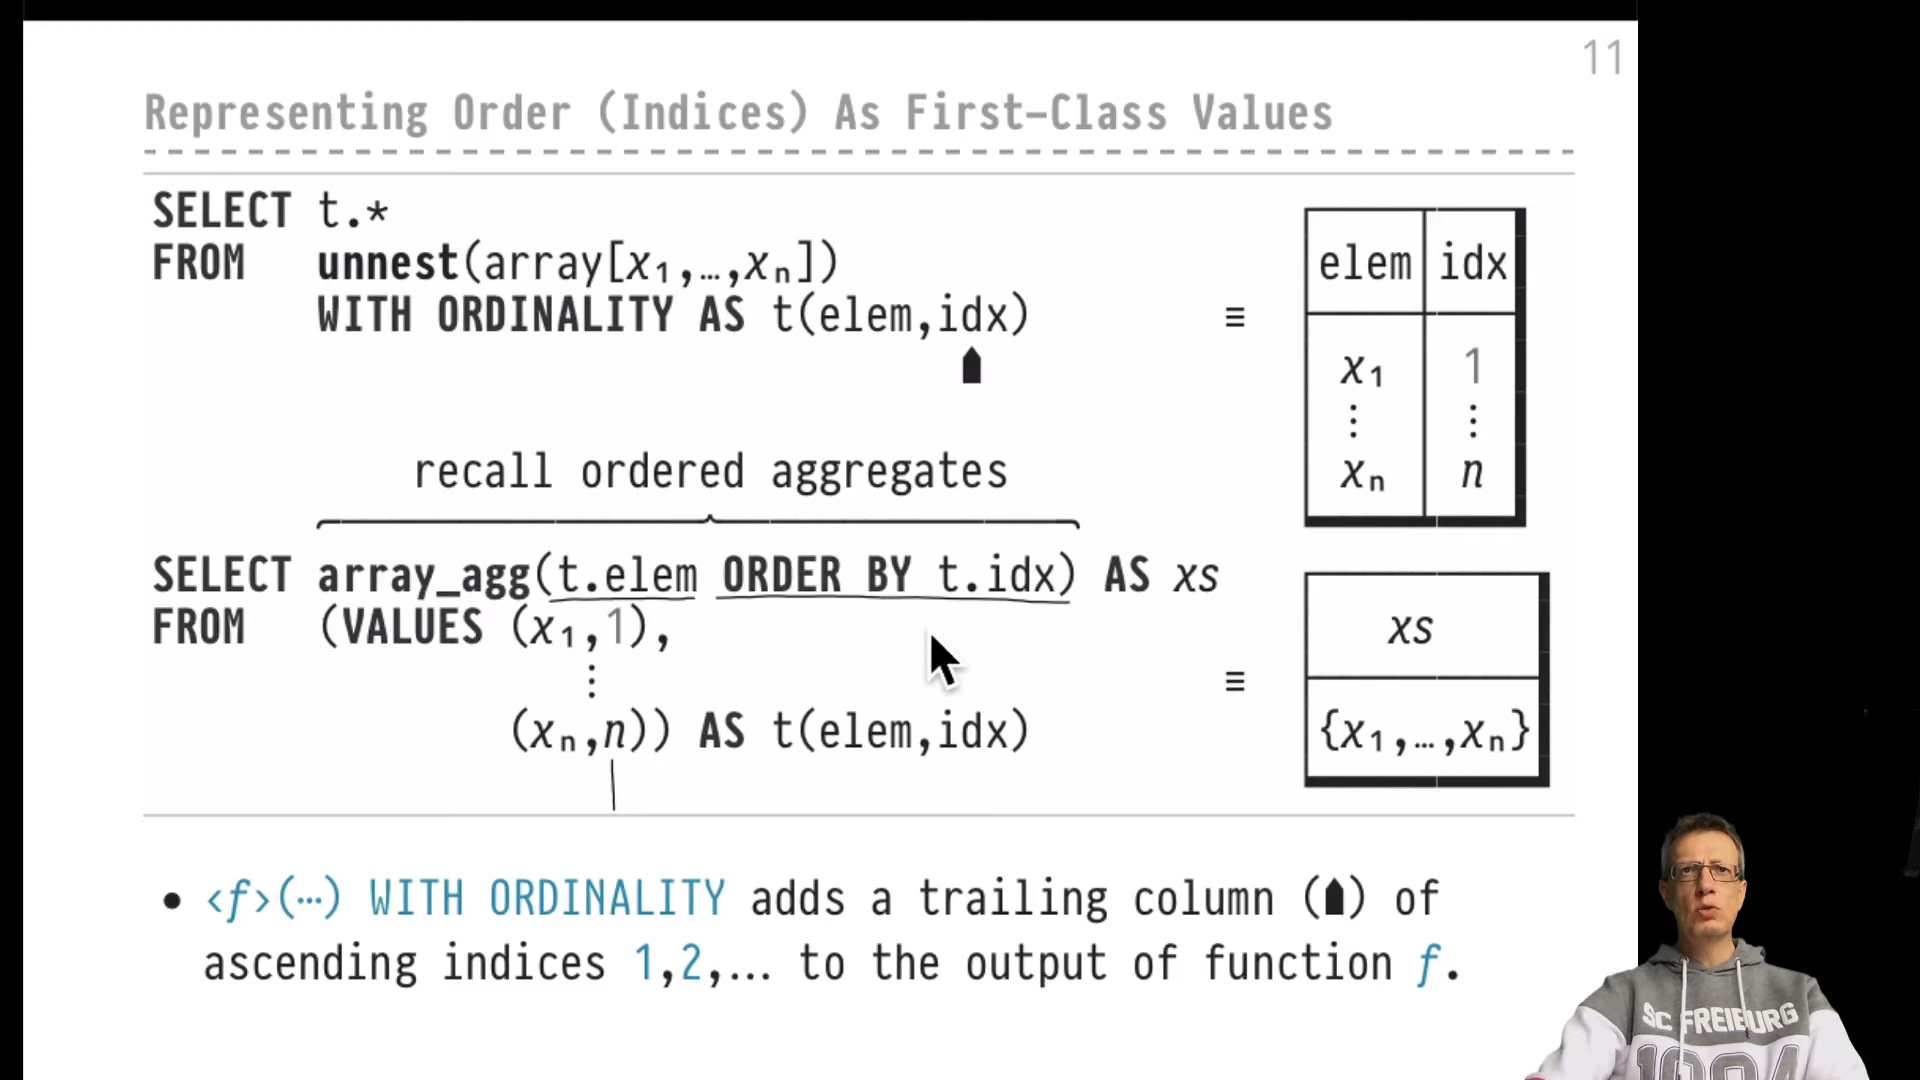 11
Representing Order (Indices) As First–Class Values
SELECT t.*
FROM unnest(array[x₁,…,xₙ])
WITH ORDINALITY AS t(elem,idx)
≡
elem idx
x₁ 1
⋮ ⋮
xₙ n
recall ordered aggregates
SELECT array_agg(t.elem ORDER BY t.idx) AS xs
FROM (VALUES (x₁,1),
⋮
(xₙ,n)) AS t(elem,idx)
≡
xs
{x₁,…,xₙ}
• ‹f›(⋯) WITH ORDINALITY adds a trailing column (☗) of
ascending indices 1,2,… to the output of function f.
SC FREIBURG
1904